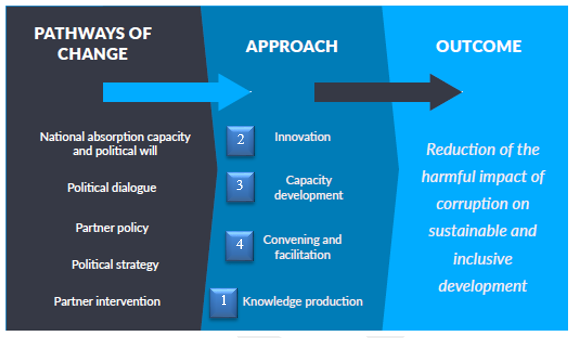 PATHWAYS OF
CHANGE
National absorption capacity
and political will
Political dialogue
Partner policy
Political strategy
Partner intervention
APPROACH
2 Innovation
3 Capacity
development
4 Convening and
facilitation
1 Knowledge production
OUTCOME
Reduction of the
harmful impact of
corruption on
sustainable and
inclusive
development